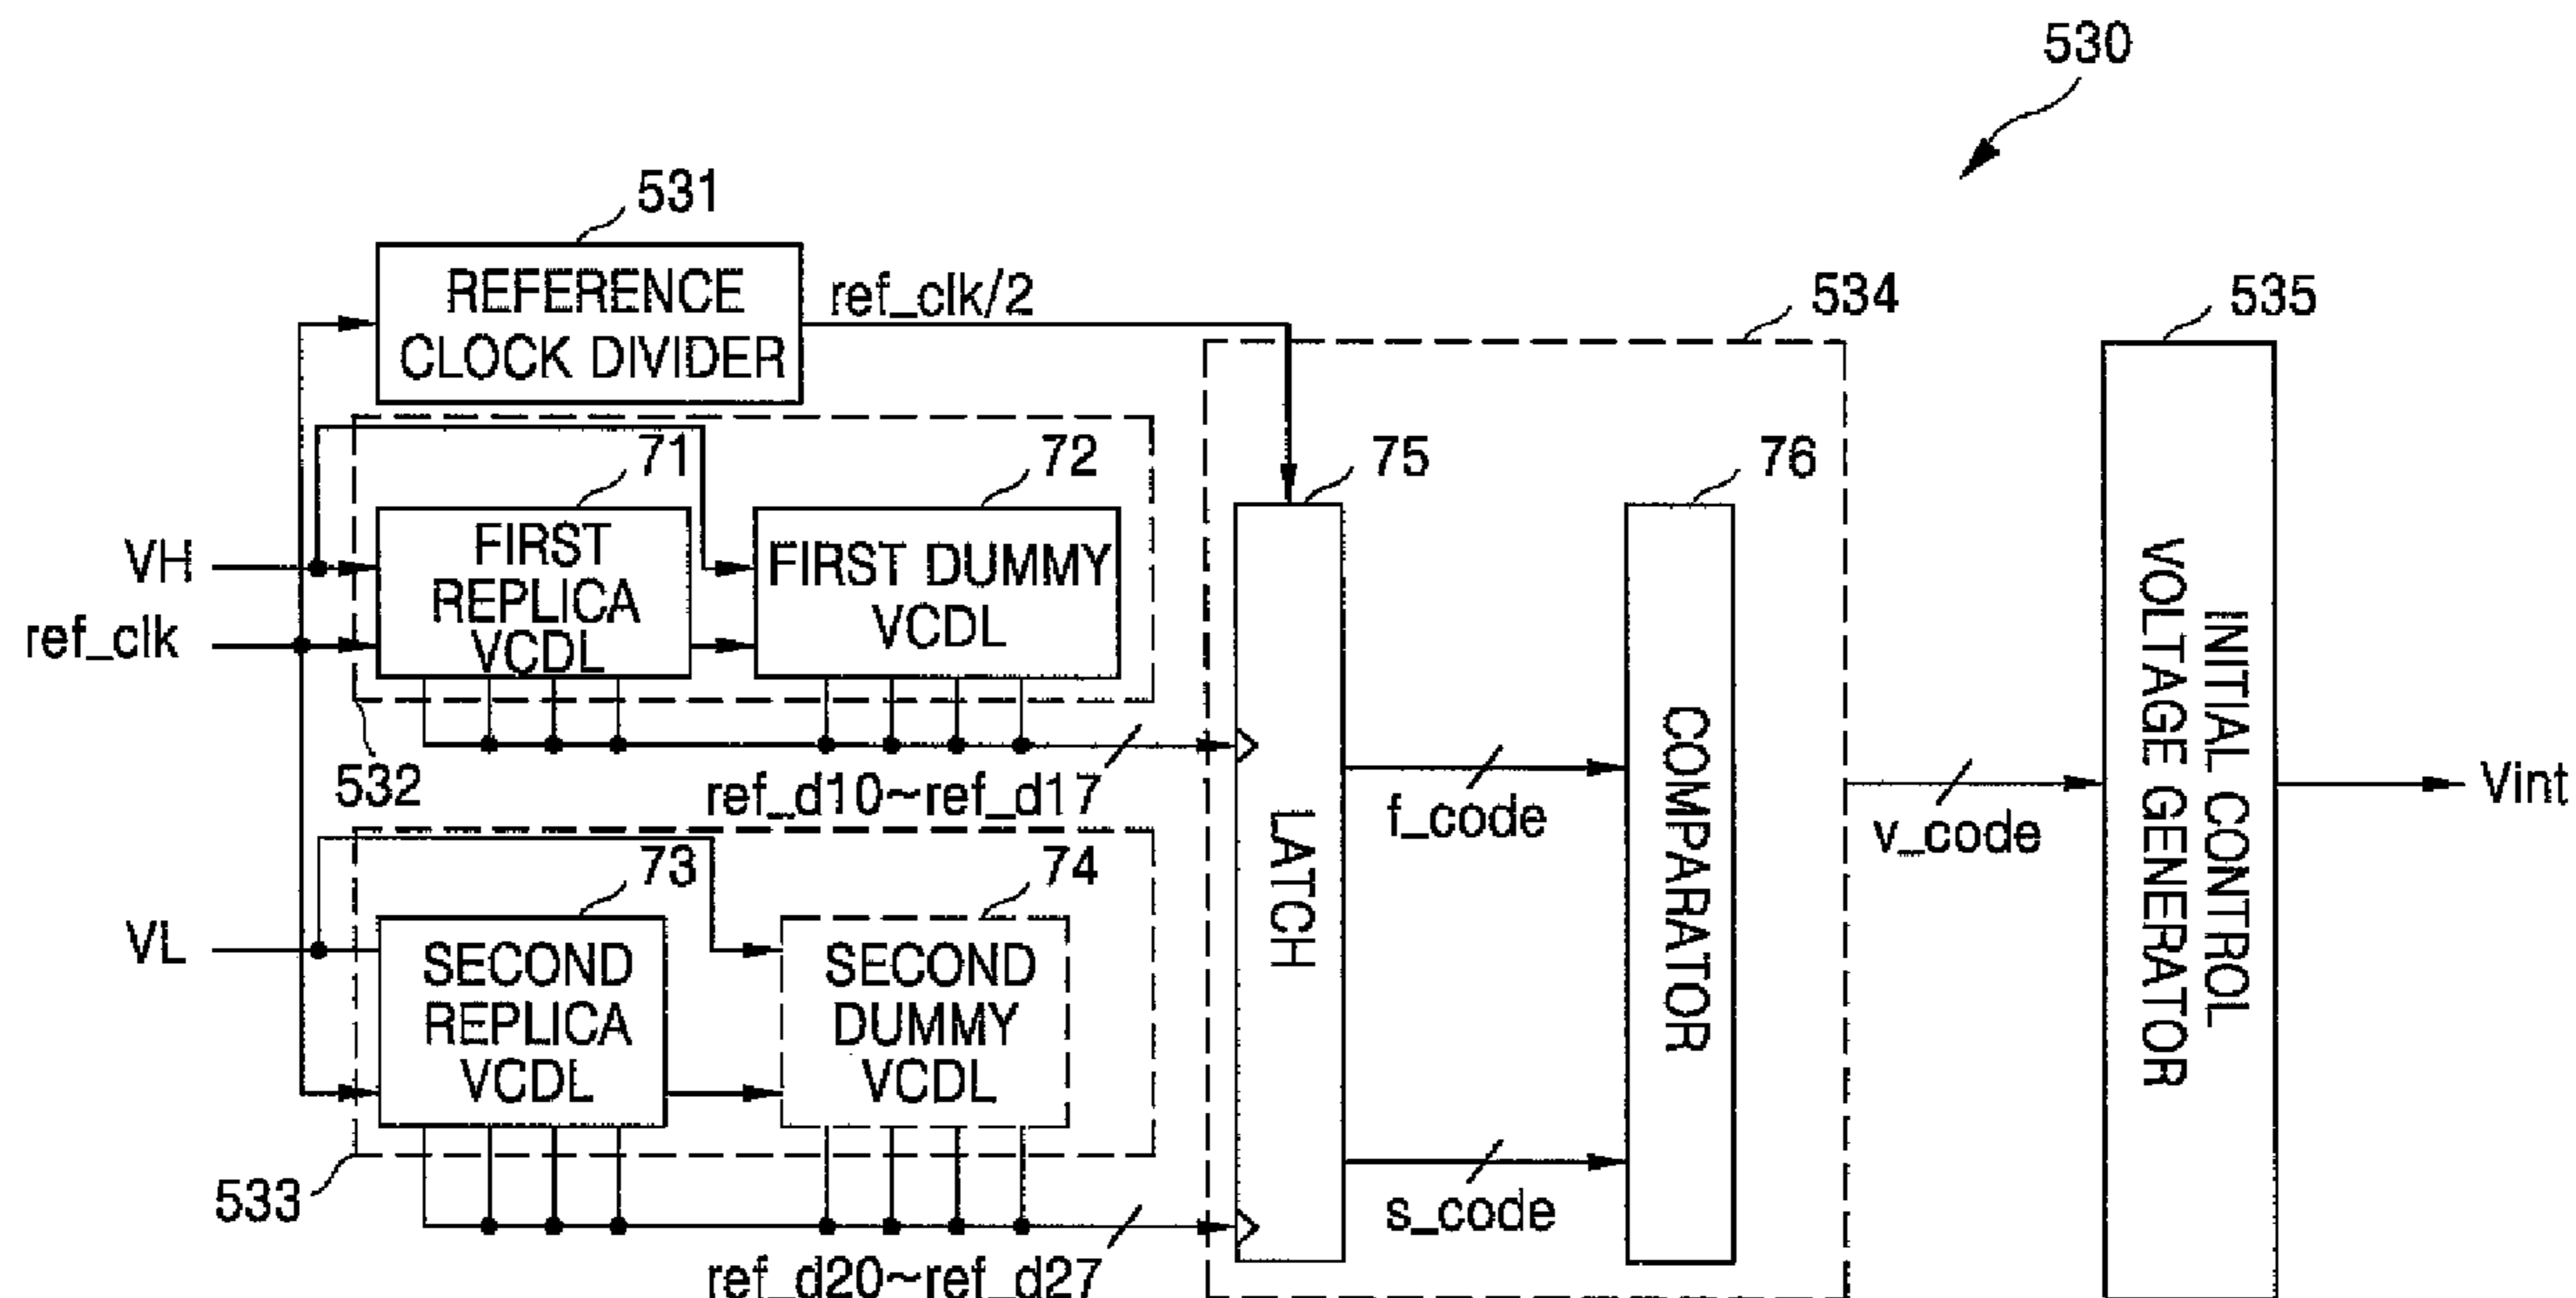 530
531
REFERENCE
CLOCK DIVIDER
ref_clk/2
534
535
71
72
75
76
VH
FIRST
REPLICA
VCDL
FIRST DUMMY
VCDL
ref_clk
532
ref_d10~ref_d17
f_code
v_code
Vint
LATCH
COMPARATOR
INITIAL CONTROL
VOLTAGE GENERATOR
73
74
VL
SECOND
REPLICA
VCDL
SECOND
DUMMY
VCDL
533
s_code
ref_d20~ref_d27